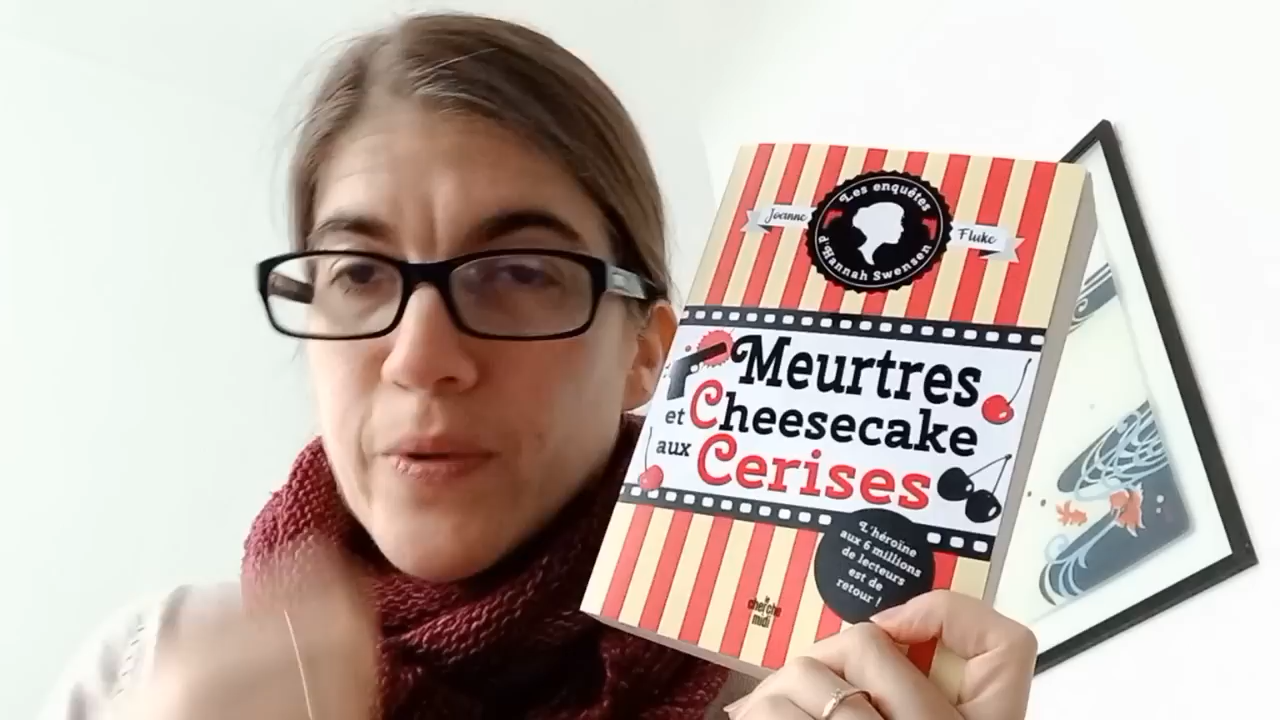 Les enquêtes
Joanne Fluke
d'Hannah Swensen
Meurtres
et Cheesecake
aux Cerises
L'héroïne
aux 6 millions
de lecteurs
est de
retour !
le
cherche
midi